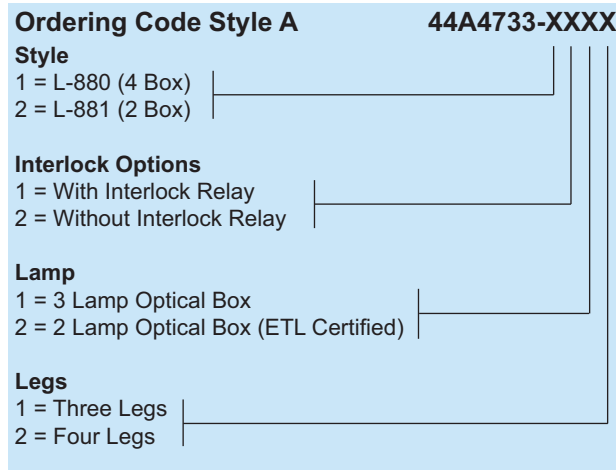 Ordering Code Style A 44A4733-XXXX
Style
1 = L-880 (4 Box)
2 = L-881 (2 Box)
Interlock Options
1 = With Interlock Relay
2 = Without Interlock Relay
Lamp
1 = 3 Lamp Optical Box
2 = 2 Lamp Optical Box (ETL Certified)
Legs
1 = Three Legs
2 = Four Legs